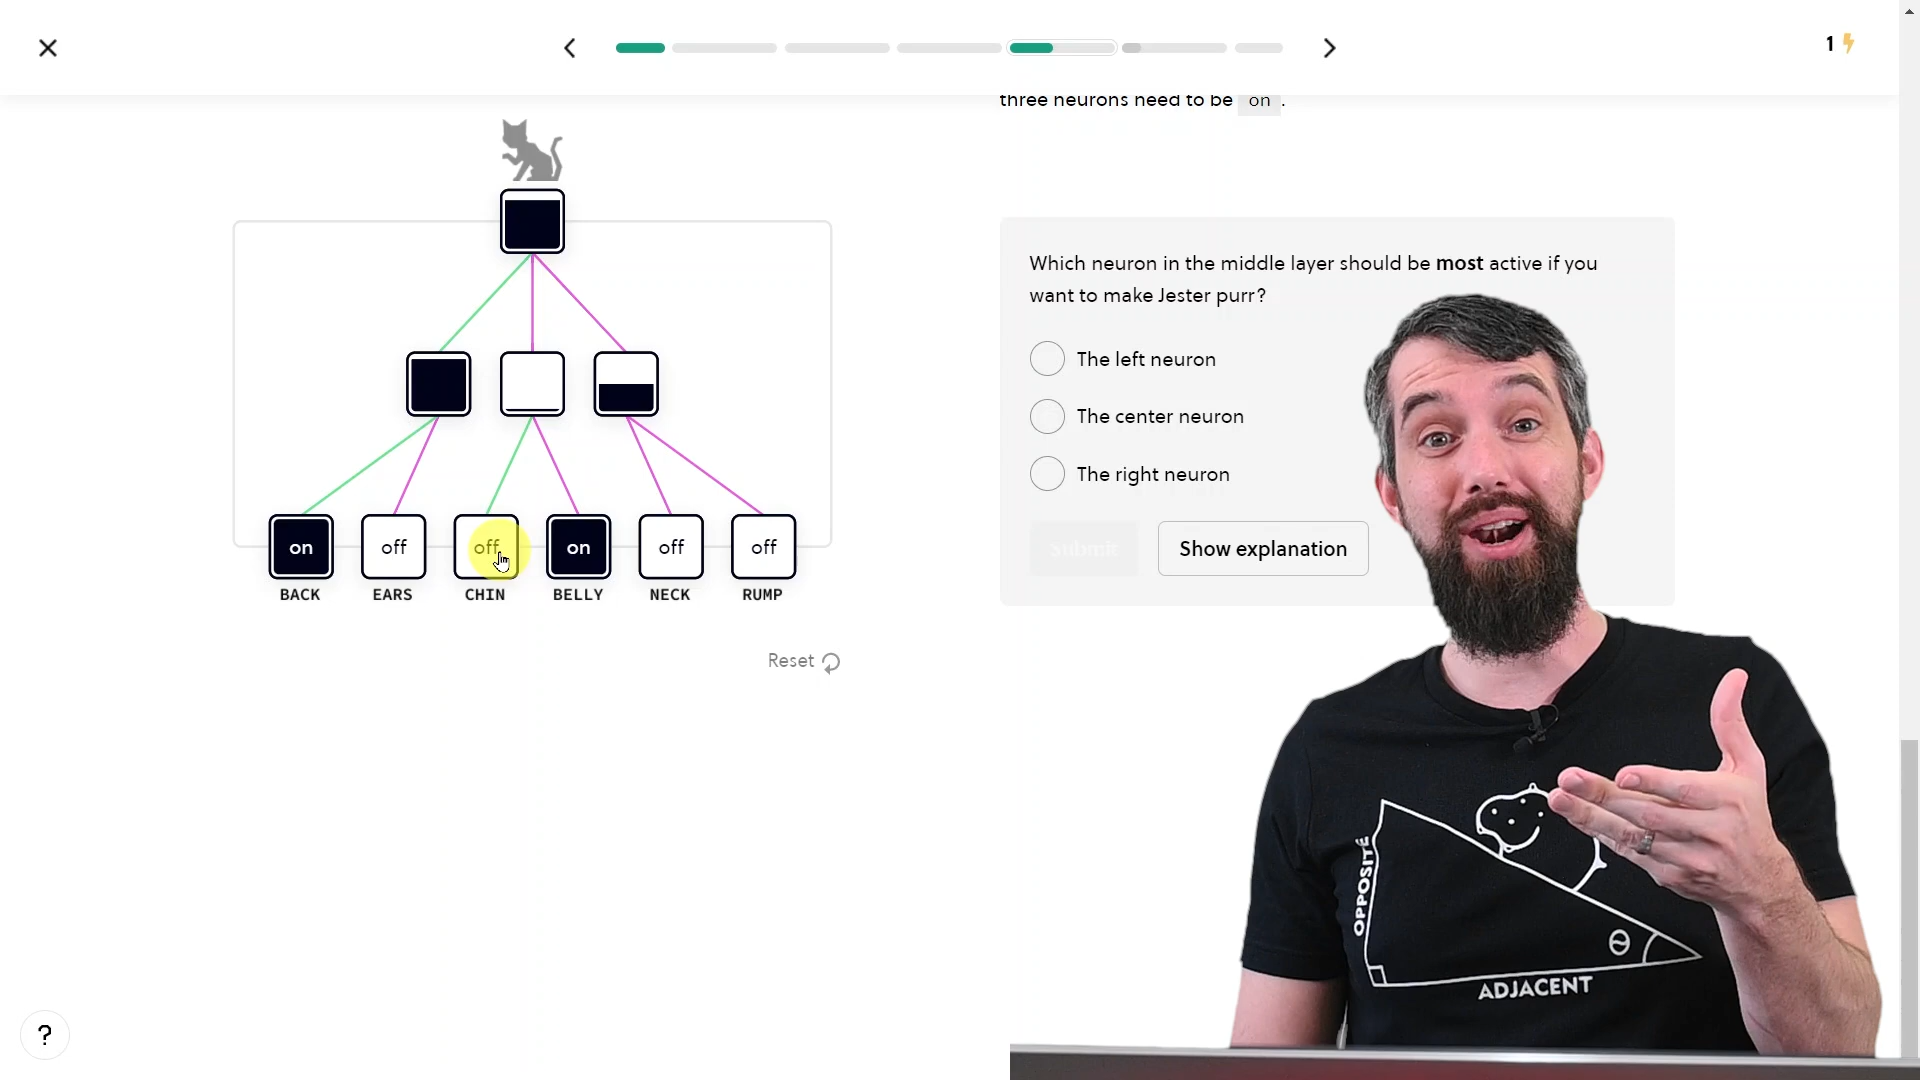 1
three neurons need to be on .
Which neuron in the middle layer should be most active if you
want to make Jester purr?
The left neuron
The center neuron
The right neuron
Submit
Show explanation
on
off
off
on
off
off
BACK
EARS
CHIN
BELLY
NECK
RUMP
Reset
?
OPPOSITE
θ
ADJACENT